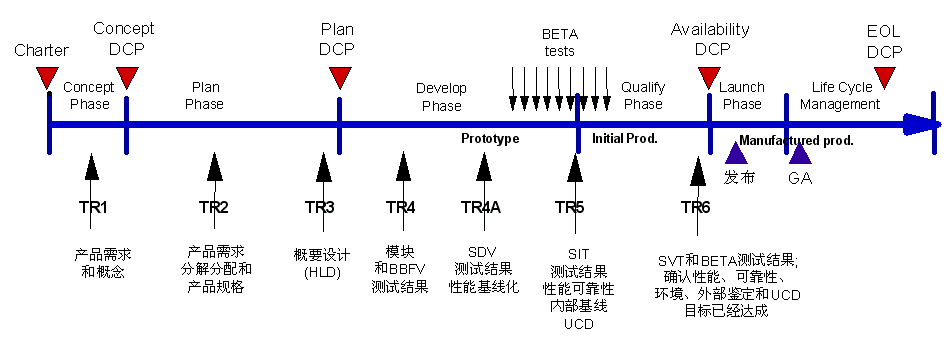 Charter
Concept
DCP
Plan
DCP
BETA
tests
Availability
DCP
EOL
DCP
Concept
Phase
Plan
Phase
Develop
Phase
Qualify
Phase
Launch
Phase
Life Cycle
Management
Prototype
Initial Prod.
Manufactured prod.
发布
GA
TR1
TR2
TR3
TR4
TR4A
TR5
TR6
产品需求
和概念
产品需求
分解分配和
产品规格
概要设计
(HLD)
模块
和BBFV
测试结果
SDV
测试结果
性能基线化
SIT
测试结果
性能可靠性
内部基线
UCD
SVT和BETA测试结果;
确认性能、可靠性、
环境、外部鉴定和UCD
目标已经达成